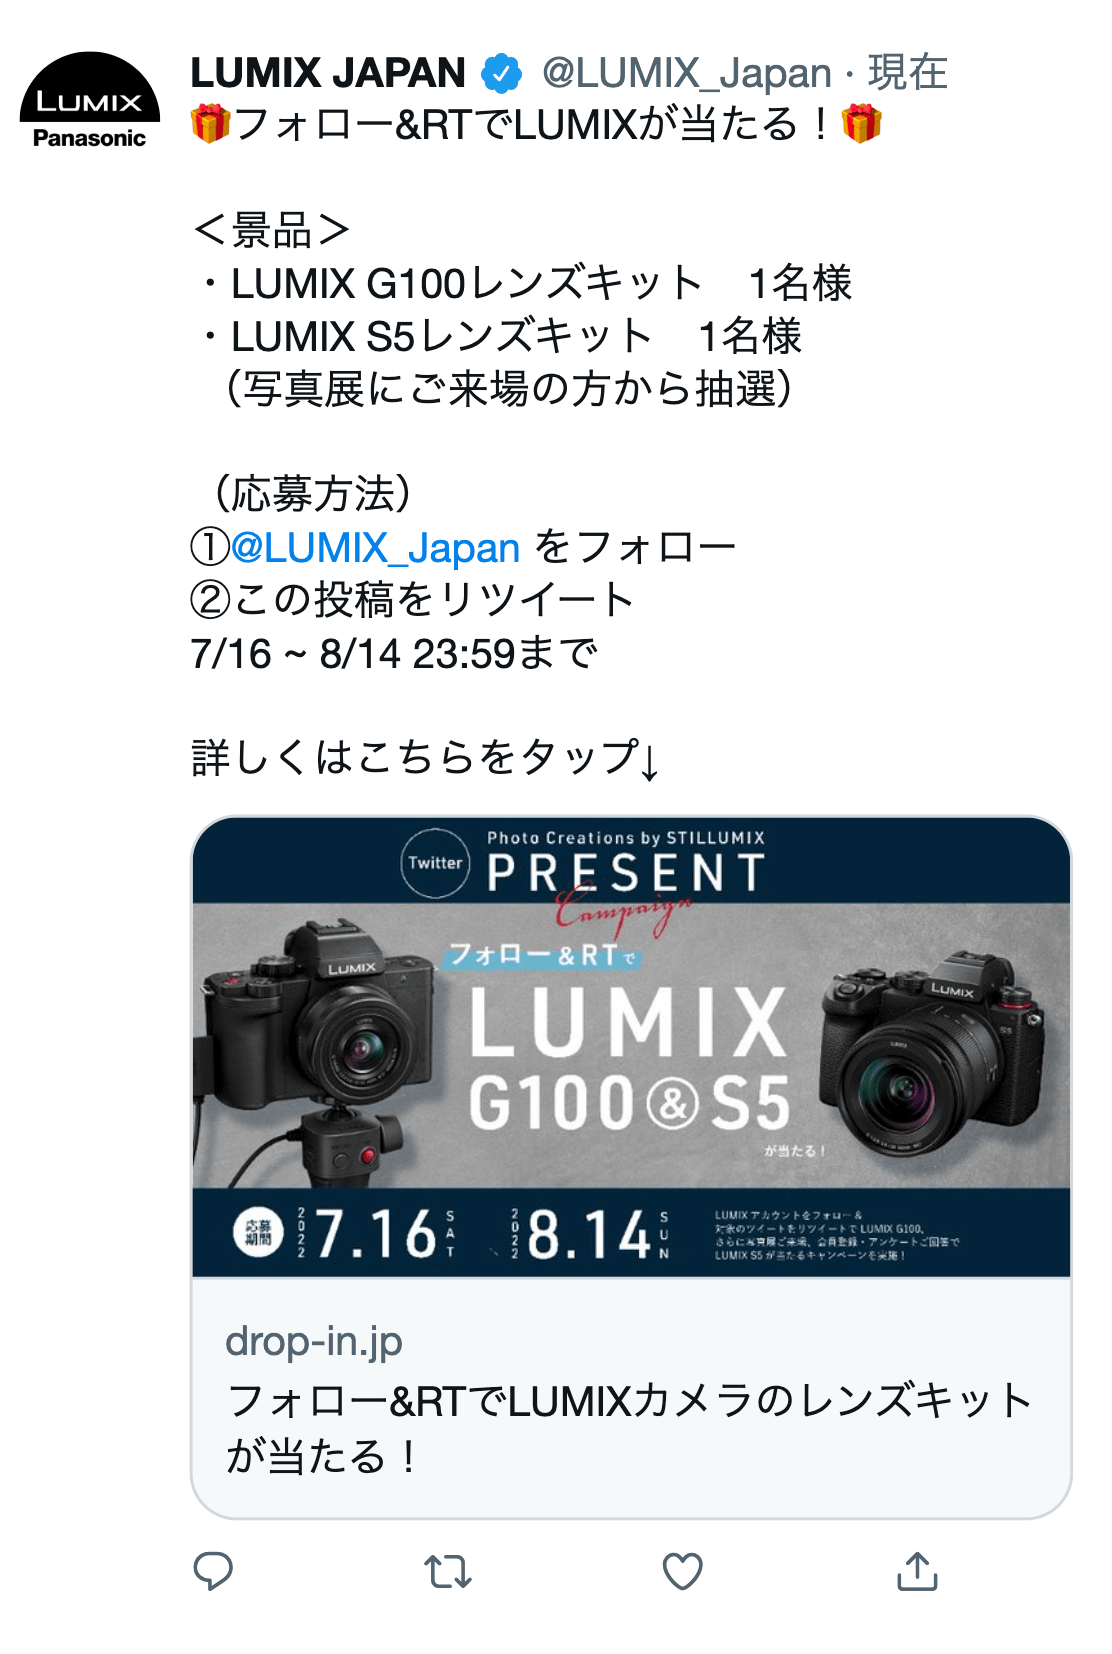 LUMIX
Panasonic
LUMIX JAPAN @LUMIX_Japan · 現在
🎁フォロー&RTでLUMIXが当たる！🎁
＜景品＞
・LUMIX G100レンズキット　1名様
・LUMIX S5レンズキット　1名様
（写真展にご来場の方から抽選）
（応募方法）
①@LUMIX_Japan をフォロー
②この投稿をリツイート
7/16 ~ 8/14 23:59まで
詳しくはこちらをタップ↓
Twitter
Photo Creations by STILLUMIX
PRESENT
Campaign
フォロー&RTで
LUMIX
G100&S5
が当たる！
LUMIX
LUMIX
S5
応募
期間
2022 7.16 SAT
2022 8.14 SUN
LUMIX アカウントをフォロー &
対象のツイートをリツイートで LUMIX G100、
さらに写真展ご来場、会員登録・アンケートご回答で
LUMIX S5 が当たるキャンペーンを実施！
drop-in.jp
フォロー&RTでLUMIXカメラのレンズキット
が当たる！